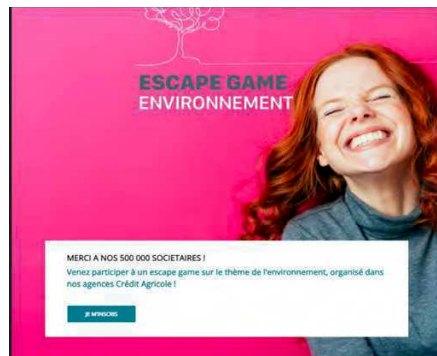 ESCAPE GAME
ENVIRONNEMENT
MERCI A NOS 500 000 SOCIETAIRES !
Venez participer à un escape game sur le thème de l'environnement, organisé dans
nos agences Crédit Agricole !
JE M'INSCRIS